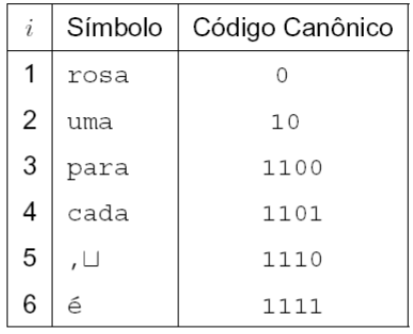 i Símbolo Código Canônico
1 rosa 0
2 uma 10
3 para 1100
4 cada 1101
5 ,⊔ 1110
6 é 1111